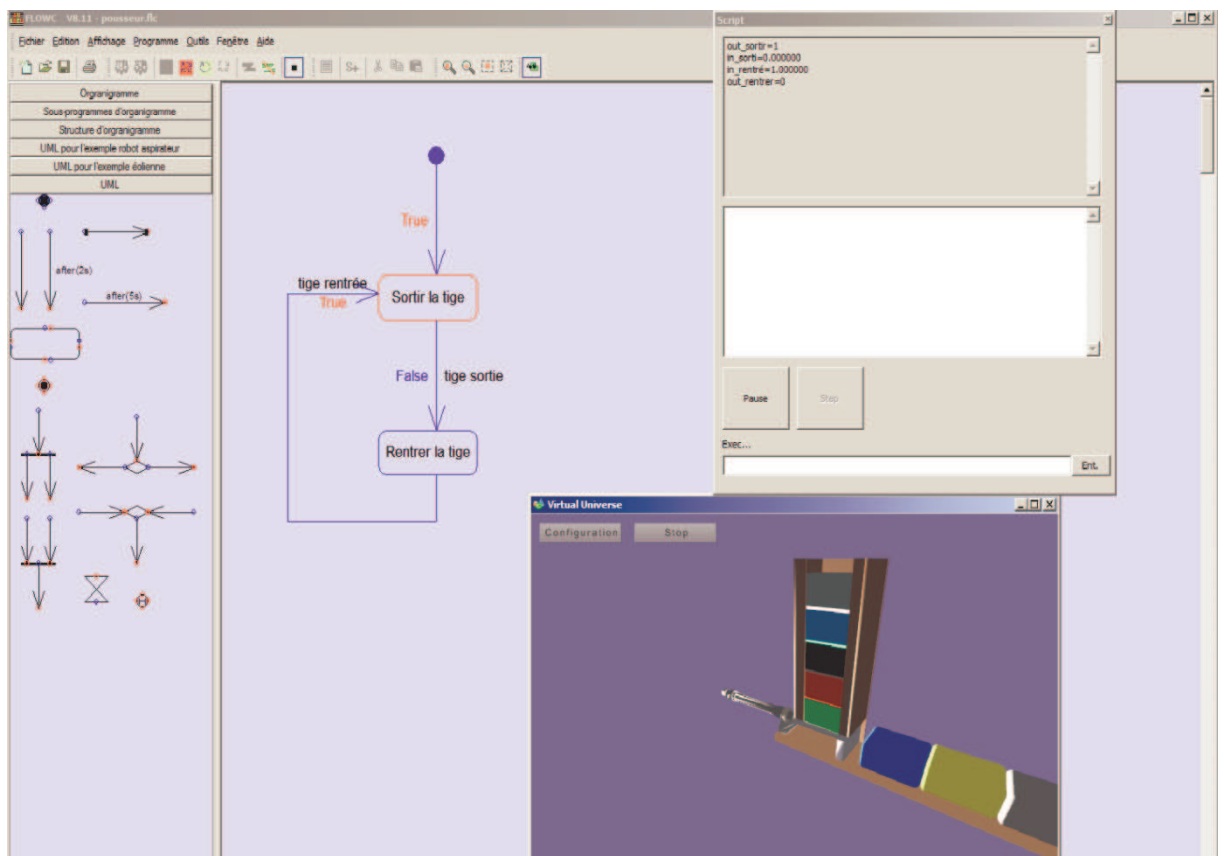 FLOWC V8.11 - pousseur.flc
Fichier Edition Affichage Programme Outils Fenêtre Aide
S+
Orgranigramme
Sous-programmes d'organigramme
Structure d'orgranigramme
UML pour l'exemple robot aspirateur
UML pour l'exemple éolienne
UML
after(2s)
after(5s)
True
tige rentrée
True
Sortir la tige
False
tige sortie
Rentrer la tige
Script
out_sortir=1
in_sorti=0.000000
in_rentré=1.000000
out_rentrer=0
Pause
Stop
Exec...
Ent.
Virtual Universe
Configuration
Stop